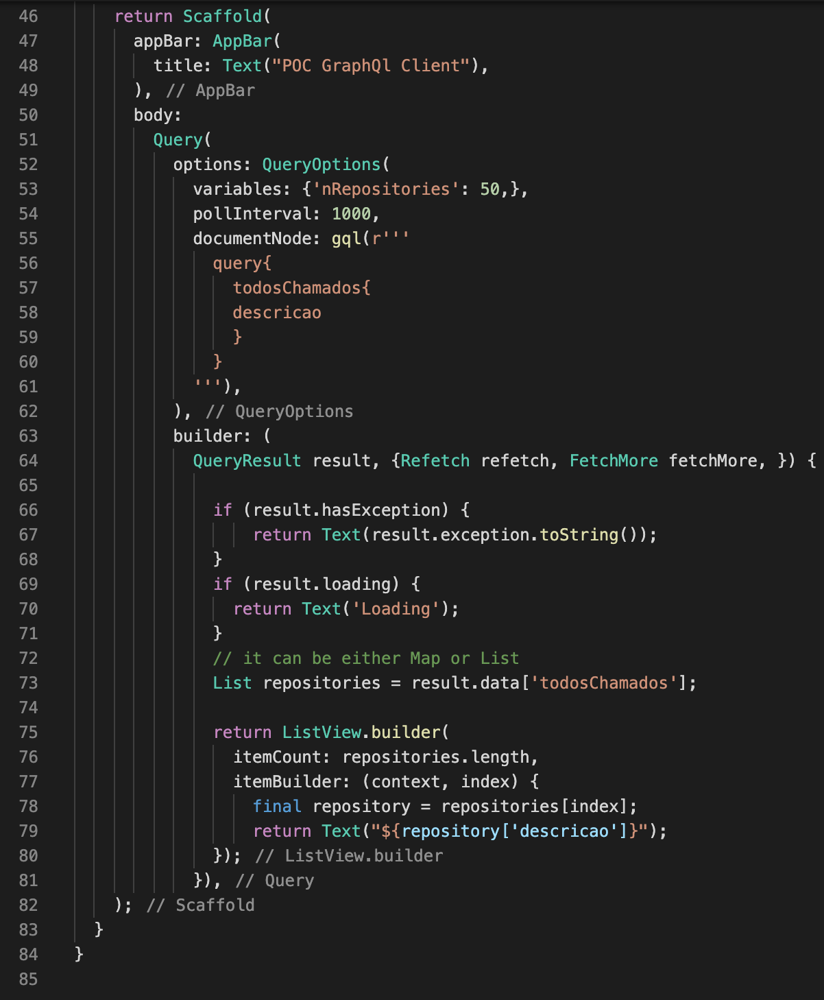 46 return Scaffold(
47 appBar: AppBar(
48 title: Text("POC GraphQl Client"),
49 ), // AppBar
50 body:
51 Query(
52 options: QueryOptions(
53 variables: {'nRepositories': 50,},
54 pollInterval: 1000,
55 documentNode: gql(r'''
56 query{
57 todosChamados{
58 descricao
59 }
60 }
61 '''),
62 ), // QueryOptions
63 builder: (
64 QueryResult result, {Refetch refetch, FetchMore fetchMore, }) {
65
66 if (result.hasException) {
67 return Text(result.exception.toString());
68 }
69 if (result.loading) {
70 return Text('Loading');
71 }
72 // it can be either Map or List
73 List repositories = result.data['todosChamados'];
74
75 return ListView.builder(
76 itemCount: repositories.length,
77 itemBuilder: (context, index) {
78 final repository = repositories[index];
79 return Text("${repository['descricao']}");
80 }); // ListView.builder
81 }), // Query
82 ); // Scaffold
83 }
84 }
85